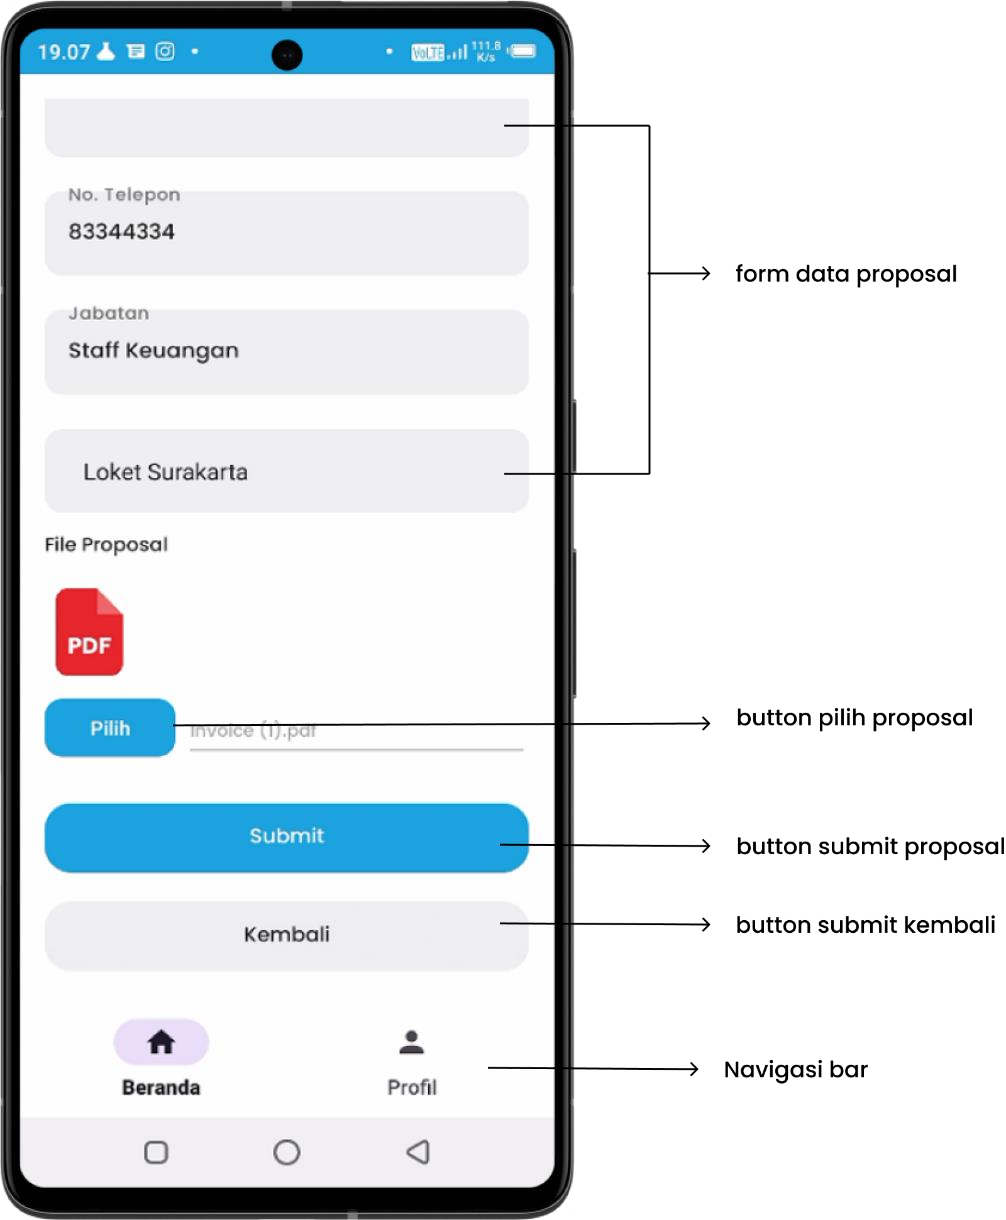 19.07
VoLTE
111.8
K/s
No. Telepon
83344334
Jabatan
Staff Keuangan
Loket Surakarta
form data proposal
File Proposal
PDF
Pilih
Invoice (1).pdf
button pilih proposal
Submit
button submit proposal
Kembali
button submit kembali
Beranda
Profil
Navigasi bar